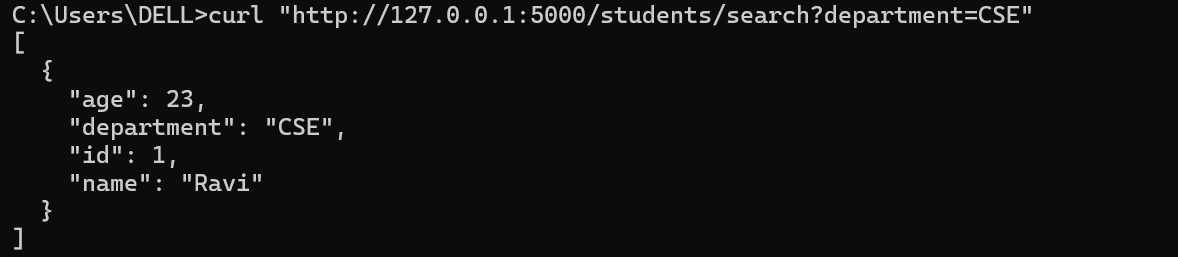 C:\Users\DELL>curl "http://127.0.0.1:5000/students/search?department=CSE"
[
  {
    "age": 23,
    "department": "CSE",
    "id": 1,
    "name": "Ravi"
  }
]